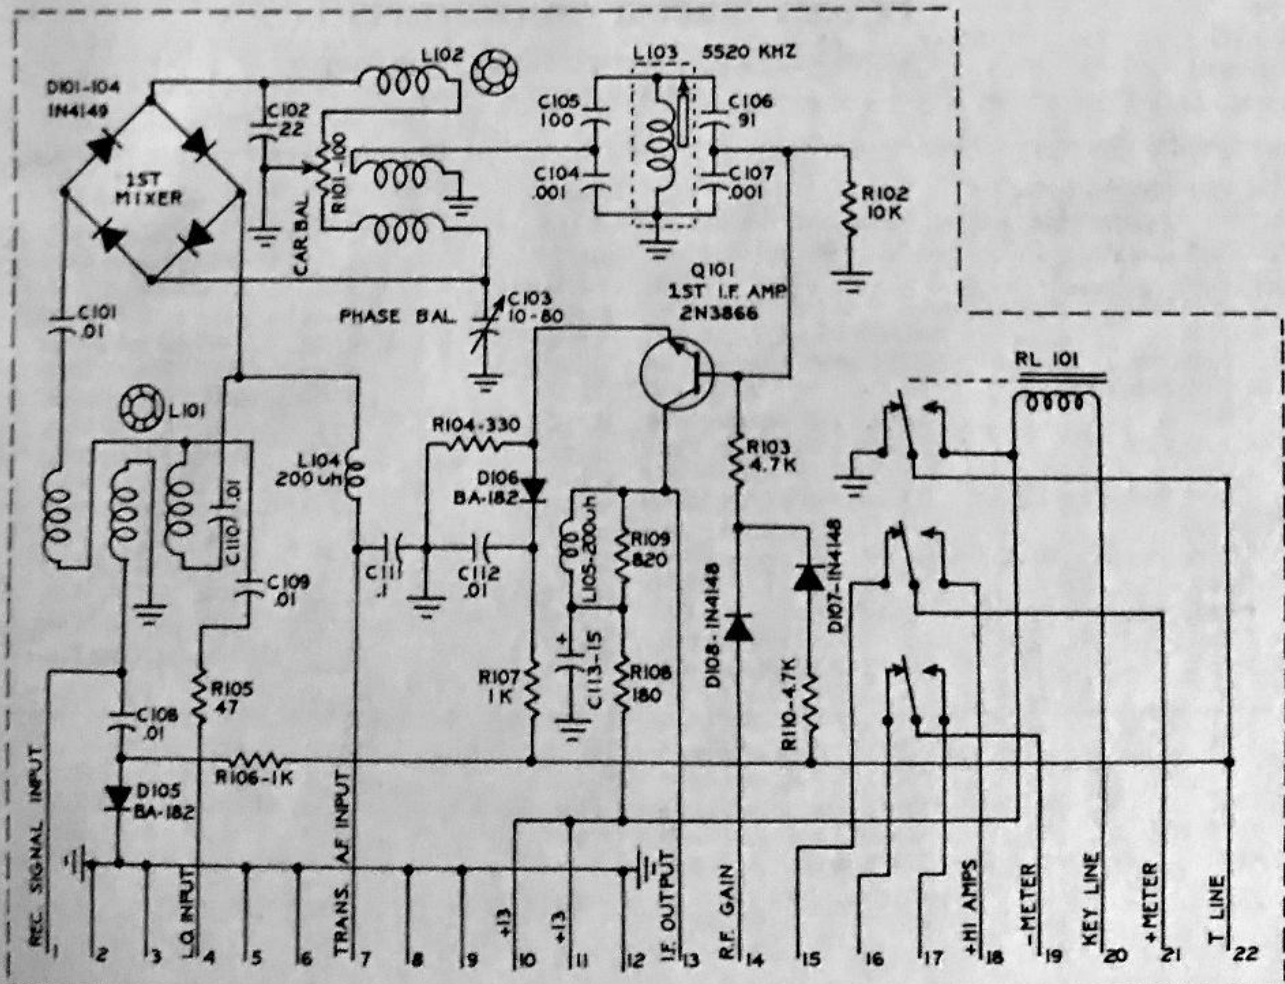 L102
L103
5520 KHZ
D101-104
1N4149
C102
22
C105
100
C106
91
1ST
MIXER
R101-100
CAR BAL
C104
.001
C107
.001
R102
10K
Q101
1ST I.F. AMP
2N3866
C101
.01
PHASE BAL
C103
10-80
RL 101
L101
R104-330
R103
4.7K
L104
200 uh
D106
BA-182
C110
.01
L105-200uh
R109
820
C111
.1
C112
.01
C109
.01
D107-1N4148
D108-1N4148
R107
1K
+
C113-15
R108
180
R110-4.7K
R105
47
C108
.01
R106-1K
D105
BA-182
REC. SIGNAL INPUT
L.O. INPUT
TRANS. A.F INPUT
+13
+13
I.F. OUTPUT
R.F. GAIN
+HI AMPS
-METER
KEY LINE
+METER
T LINE
1 2 3 4 5 6 7 8 9 10 11 12 13 14 15 16 17 18 19 20 21 22